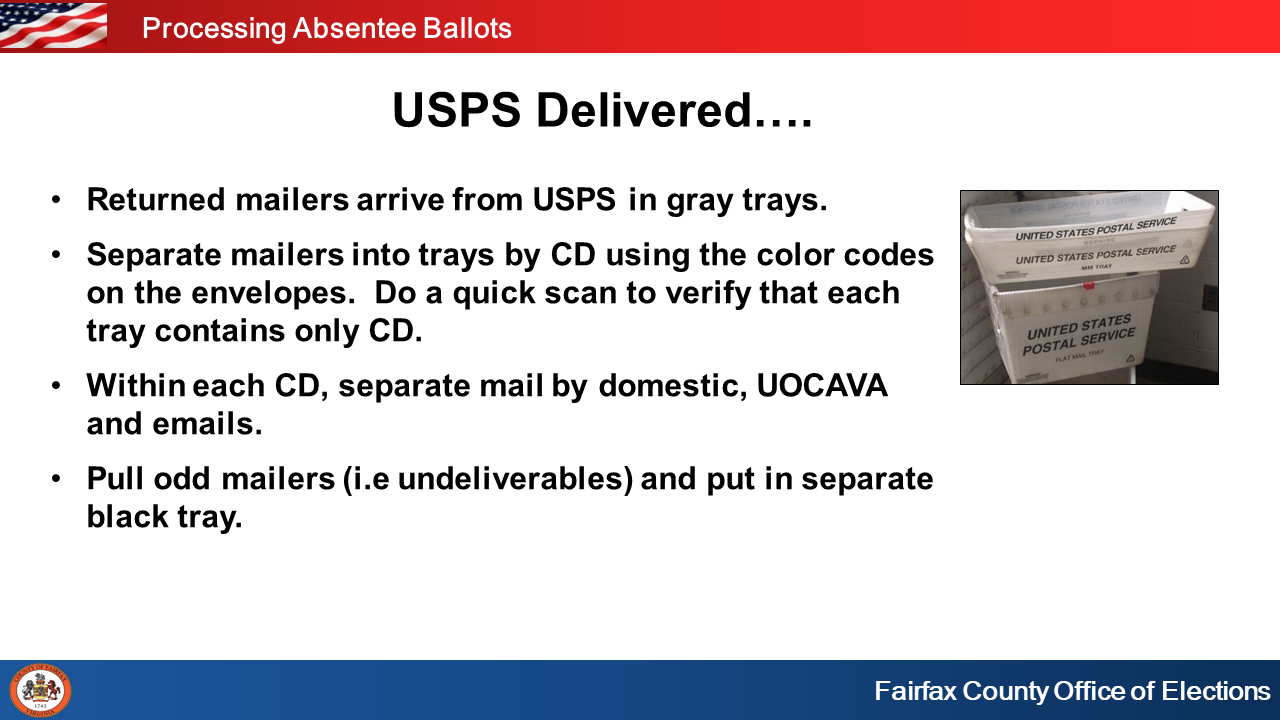 Processing Absentee Ballots
USPS Delivered….
• Returned mailers arrive from USPS in gray trays.
• Separate mailers into trays by CD using the color codes
on the envelopes.  Do a quick scan to verify that each
tray contains only CD.
• Within each CD, separate mail by domestic, UOCAVA
and emails.
• Pull odd mailers (i.e undeliverables) and put in separate
black tray.
UNITED STATES POSTAL SERVICE
UNITED STATES POSTAL SERVICE
MM TRAY
UNITED STATES
POSTAL SERVICE
FLAT MAIL TRAY
COUNTY OF FAIRFAX
1742
VIRGINIA
Fairfax County Office of Elections